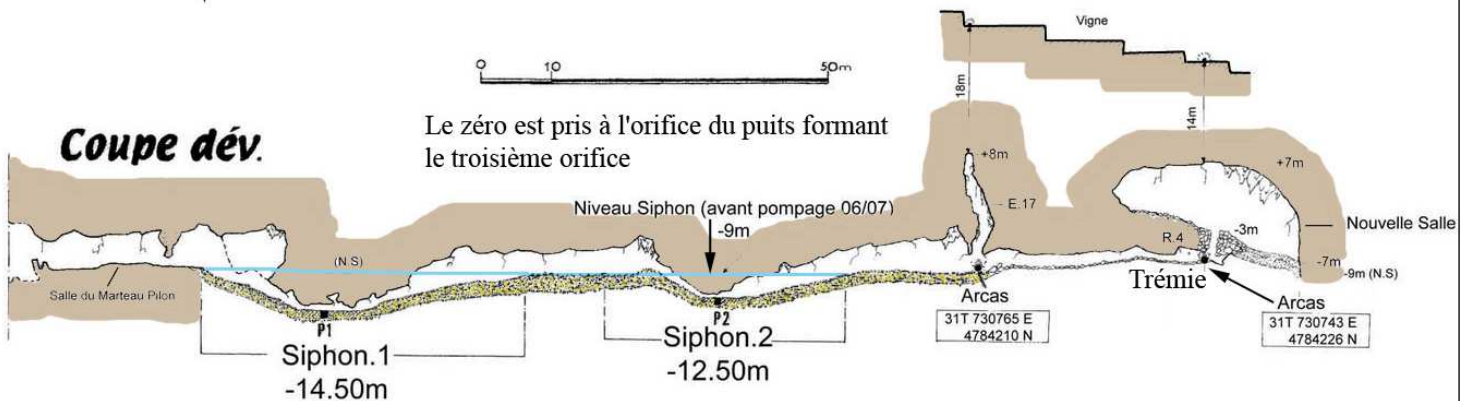 Vigne
0
10
50m
18m
14m
Le zéro est pris à l'orifice du puits formant
le troisième orifice
Coupe dév.
+8m
+7m
Niveau Siphon (avant pompage 06/07)
-9m
E.17
Nouvelle Salle
R.4
-3m
(N.S)
-7m
-9m (N.S)
Salle du Marteau Pilon
Trémie
P1
P2
Arcas
31T 730765 E
4784210 N
Arcas
31T 730743 E
4784226 N
Siphon.1
-14.50m
Siphon.2
-12.50m